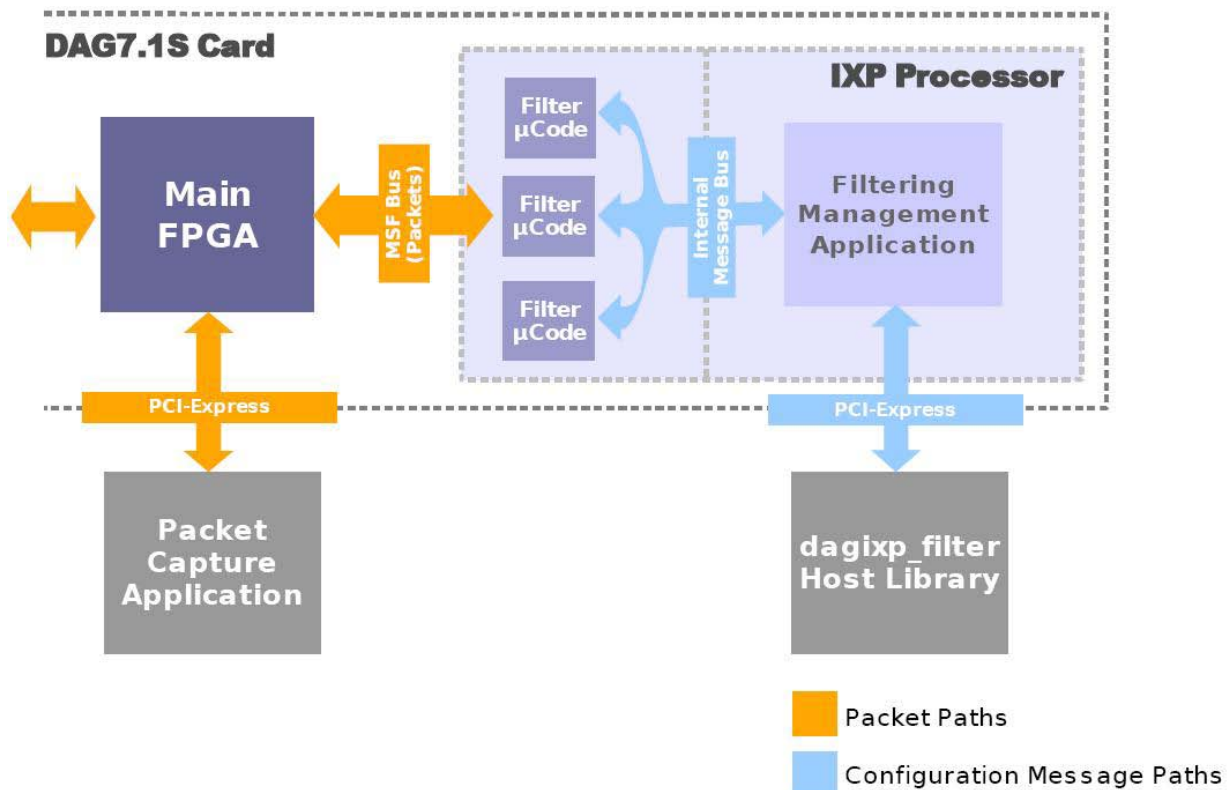 DAG7.1S Card
IXP Processor
Main
FPGA
MSF Bus
(Packets)
Filter
µCode
Filter
µCode
Filter
µCode
Internal
Message Bus
Filtering
Management
Application
PCI-Express
PCI-Express
Packet
Capture
Application
dagixp_filter
Host Library
Packet Paths
Configuration Message Paths